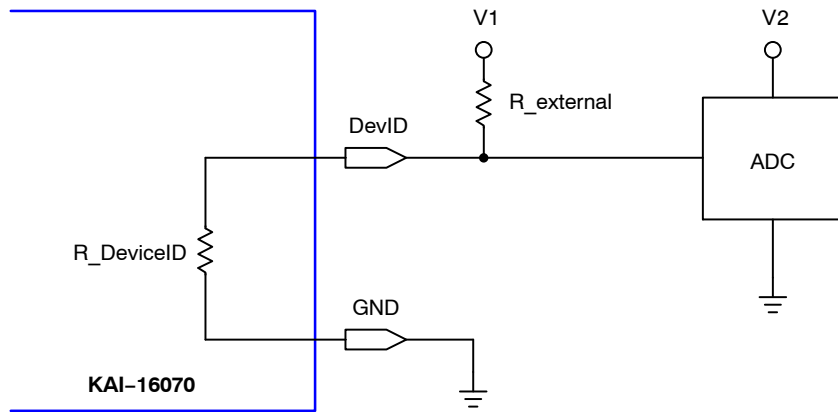 V1
V2
R_external
DevID
ADC
R_DeviceID
GND
KAI−16070